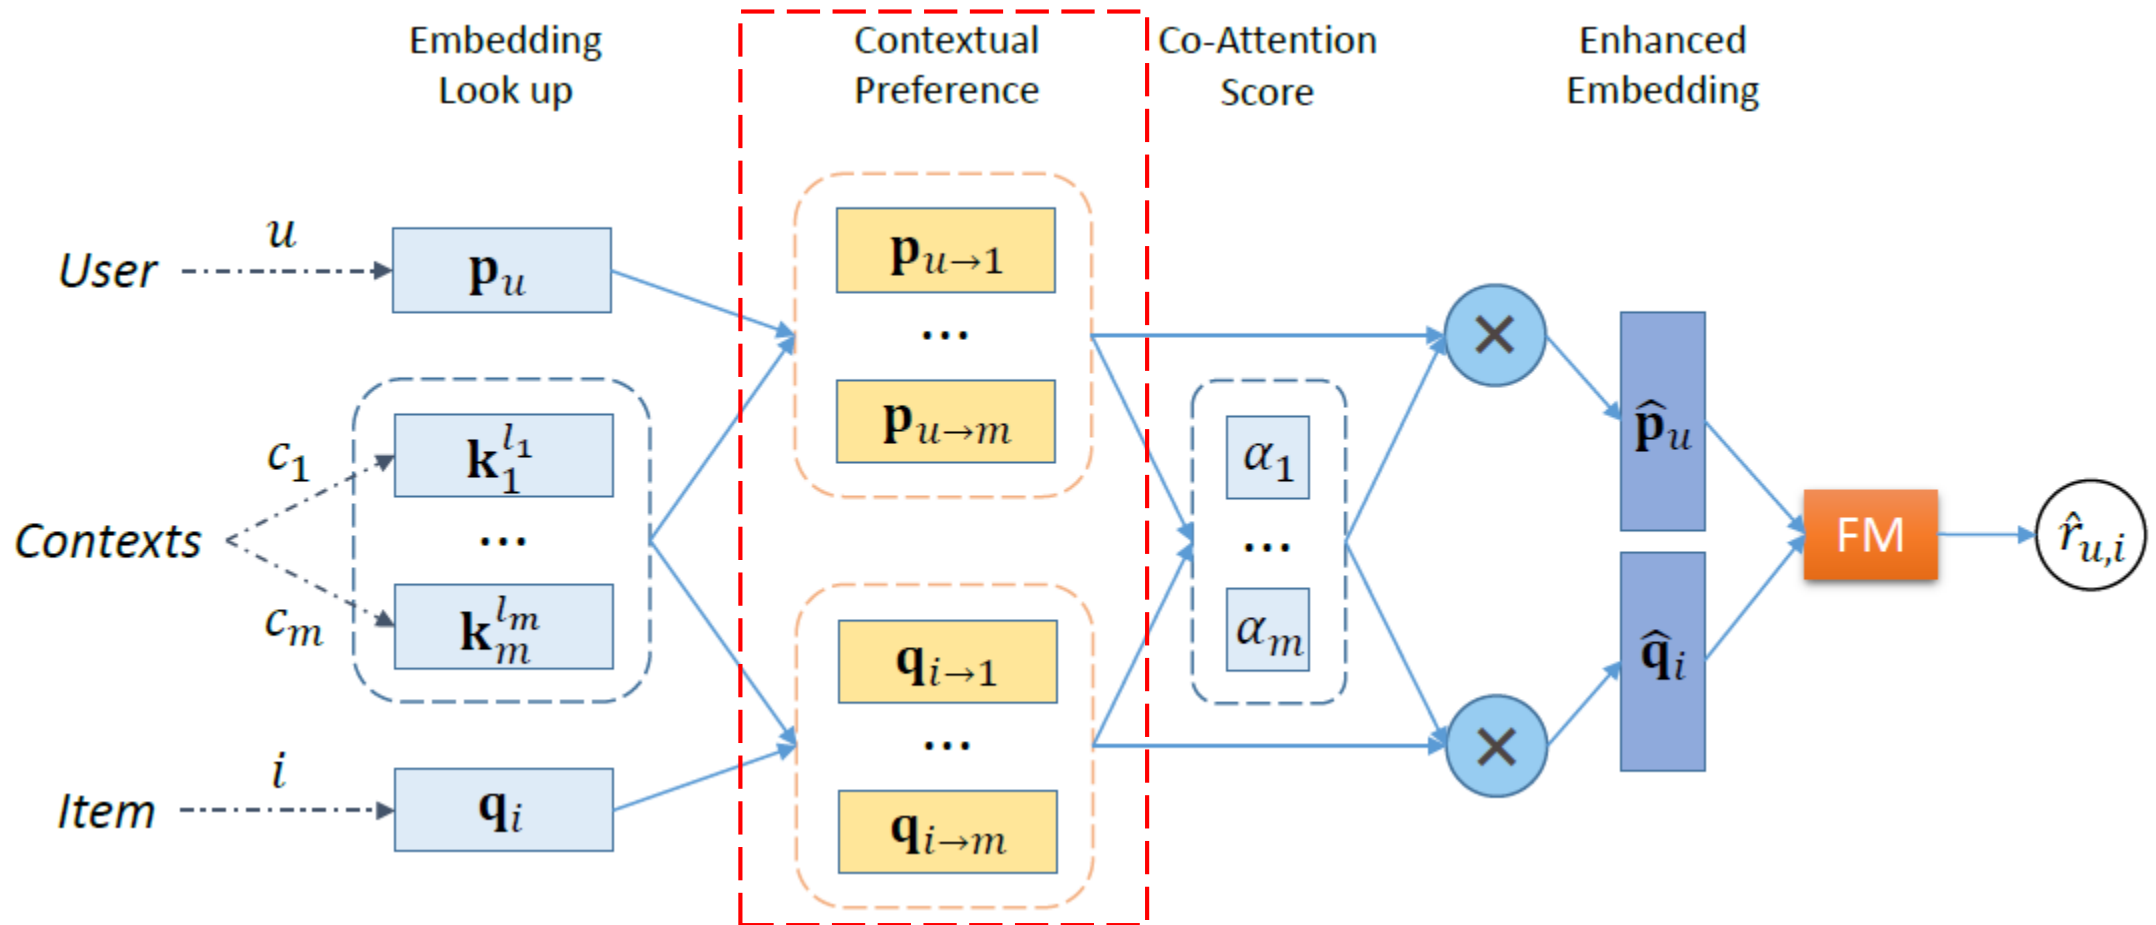 Embedding
Look up
Contextual
Preference
Co-Attention
Score
Enhanced
Embedding
User
u
p_u
p_{u→1}
...
p_{u→m}
Contexts
c_1
c_m
k_1^{l_1}
...
k_m^{l_m}
α_1
...
α_m
p̂_u
q̂_i
FM
r̂_{u,i}
q_{i→1}
...
q_{i→m}
Item
i
q_i